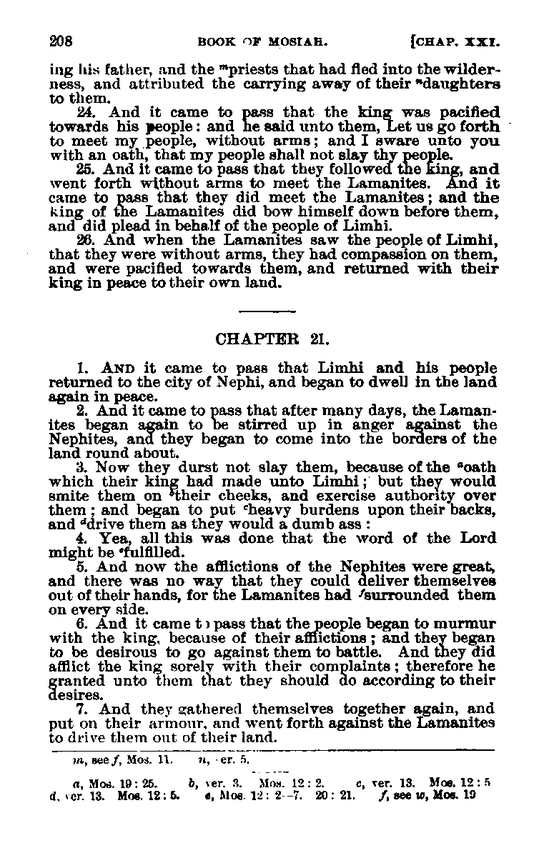 208 BOOK OF MOSIAH. [CHAP. XXI.
ing his father, and the ᵐpriests that had fled into the wilder-
ness, and attributed the carrying away of their ⁿdaughters
to them.
24. And it came to pass that the king was pacified
towards his people: and he said unto them, Let us go forth
to meet my people, without arms; and I sware unto you
with an oath, that my people shall not slay thy people.
25. And it came to pass that they followed the king, and
went forth without arms to meet the Lamanites. And it
came to pass that they did meet the Lamanites; and the
king of the Lamanites did bow himself down before them,
and did plead in behalf of the people of Limhi.
26. And when the Lamanites saw the people of Limhi,
that they were without arms, they had compassion on them,
and were pacified towards them, and returned with their
king in peace to their own land.
CHAPTER 21.
1. AND it came to pass that Limhi and his people
returned to the city of Nephi, and began to dwell in the land
again in peace.
2. And it came to pass that after many days, the Laman-
ites began again to be stirred up in anger against the
Nephites, and they began to come into the borders of the
land round about.
3. Now they durst not slay them, because of the ᵃoath
which their king had made unto Limhi; but they would
smite them on ᵇtheir cheeks, and exercise authority over
them; and began to put ᶜheavy burdens upon their backs,
and ᵈdrive them as they would a dumb ass:
4. Yea, all this was done that the word of the Lord
might be ᵉfulfilled.
5. And now the afflictions of the Nephites were great,
and there was no way that they could deliver themselves
out of their hands, for the Lamanites had ᶠsurrounded them
on every side.
6. And it came to pass that the people began to murmur
with the king, because of their afflictions; and they began
to be desirous to go against them to battle. And they did
afflict the king sorely with their complaints; therefore he
granted unto them that they should do according to their
desires.
7. And they gathered themselves together again, and
put on their armour, and went forth against the Lamanites
to drive them out of their land.
m, see f, Mos. 11. n, ver. 5.
a, Mos. 19: 25. b, ver. 3. Mos. 12: 2. c, ver. 13. Mos. 12: 5
d, ver. 13. Mos. 12: 5. e, Mos. 12: 2--7. 20: 21. f, see w, Mos. 19